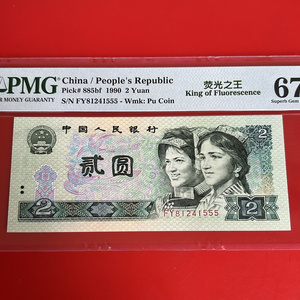 PMG
R MONEY GUARANTY
China / People's Republic
Pick# 885bf 1990 2 Yuan
S/N FY81241555 - Wmk: Pu Coin
荧光之王
King of Fluorescence
67
Superb Gem
中国人民银行
2
贰圆
2
FY81241555